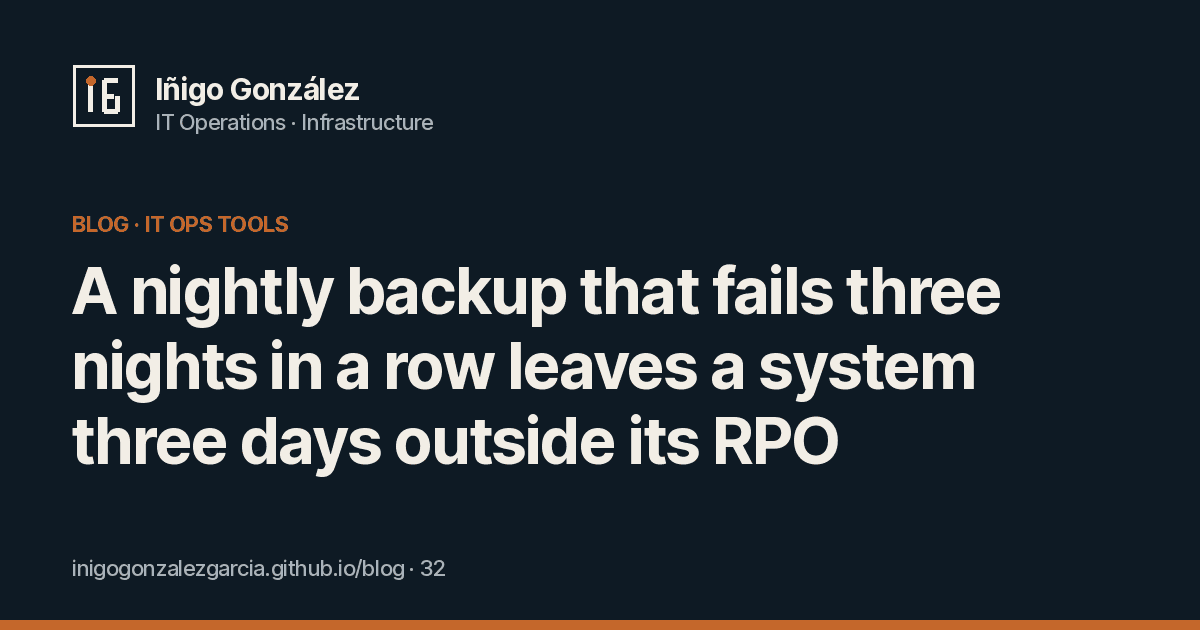 iG
Iñigo González
IT Operations · Infrastructure
BLOG · IT OPS TOOLS
A nightly backup that fails three
nights in a row leaves a system
three days outside its RPO
inigogonzalezgarcia.github.io/blog · 32